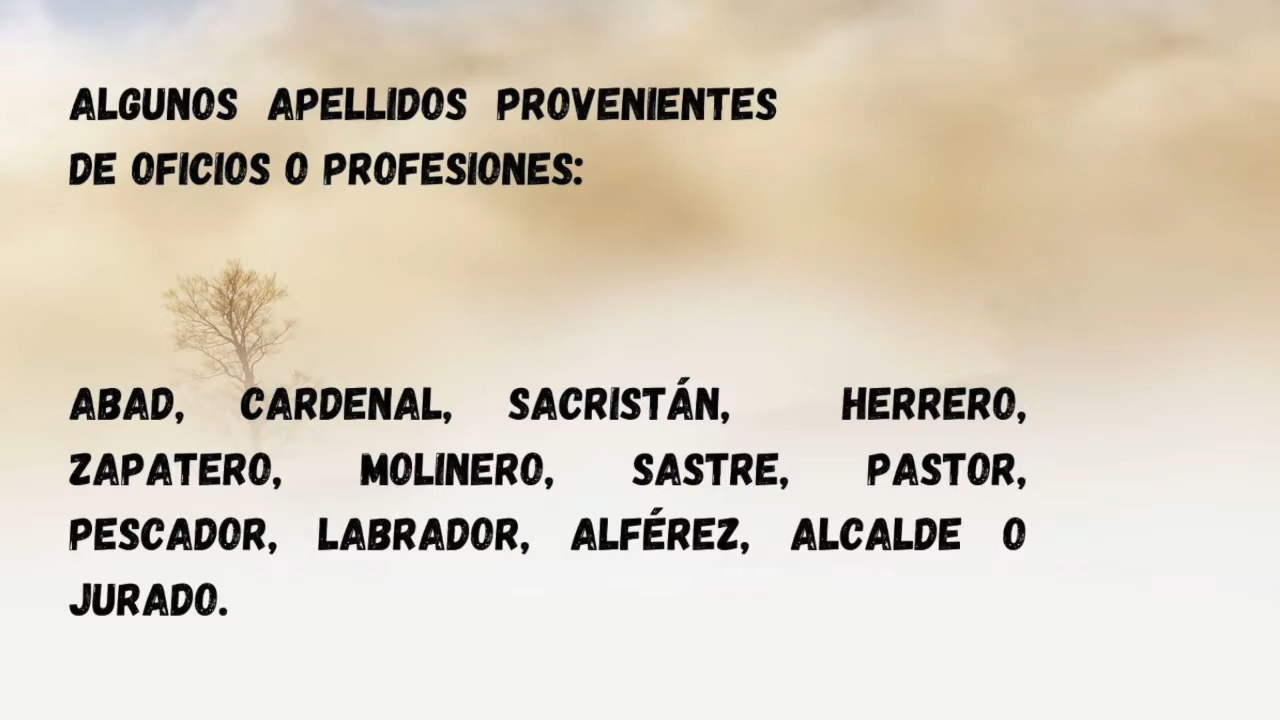 ALGUNOS APELLIDOS PROVENIENTES
DE OFICIOS O PROFESIONES:
ABAD, CARDENAL, SACRISTÁN, HERRERO,
ZAPATERO, MOLINERO, SASTRE, PASTOR,
PESCADOR, LABRADOR, ALFÉREZ, ALCALDE O
JURADO.